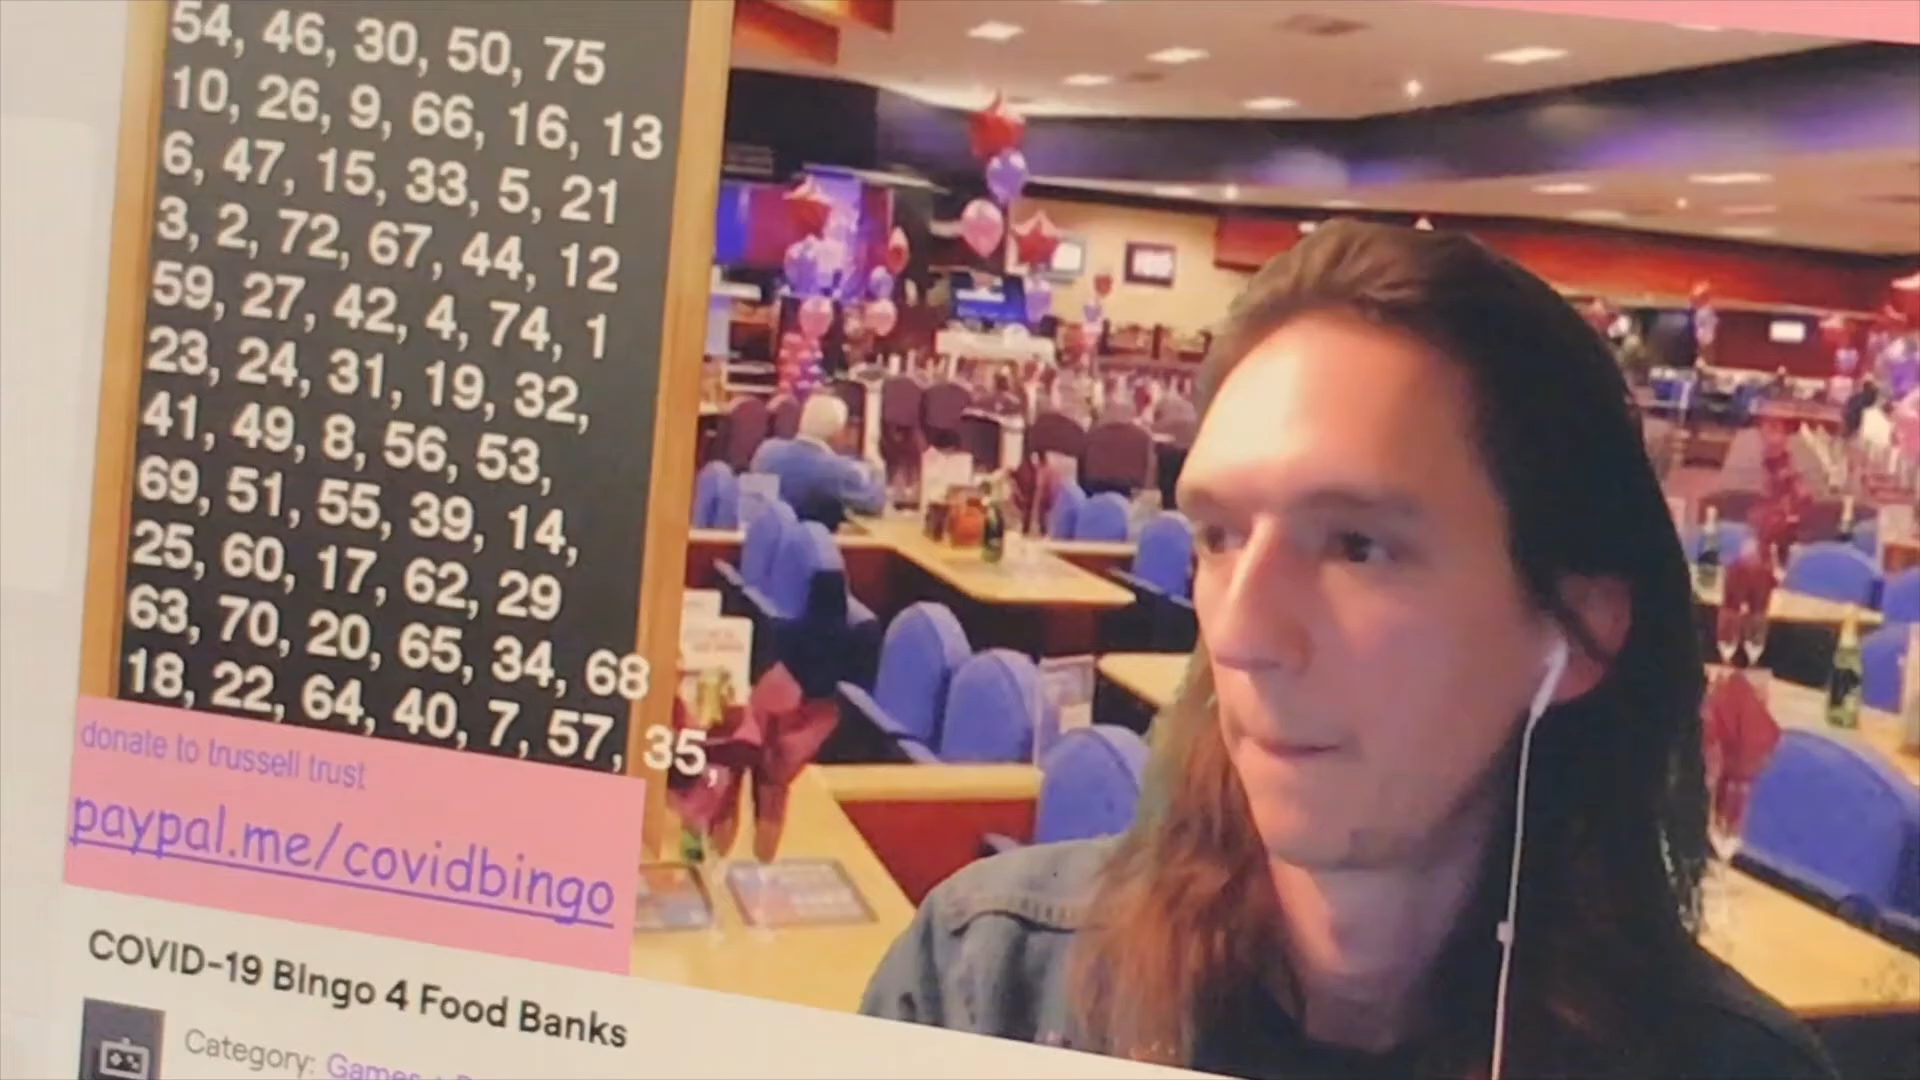 54, 46, 30, 50, 75
10, 26, 9, 66, 16, 13
6, 47, 15, 33, 5, 21
3, 2, 72, 67, 44, 12
59, 27, 42, 4, 74, 1
23, 24, 31, 19, 32,
41, 49, 8, 56, 53,
69, 51, 55, 39, 14,
25, 60, 17, 62, 29
63, 70, 20, 65, 34, 68
18, 22, 64, 40, 7, 57, 35,
donate to trussell trust
paypal.me/covidbingo
COVID-19 BIngo 4 Food Banks
Category: Games +